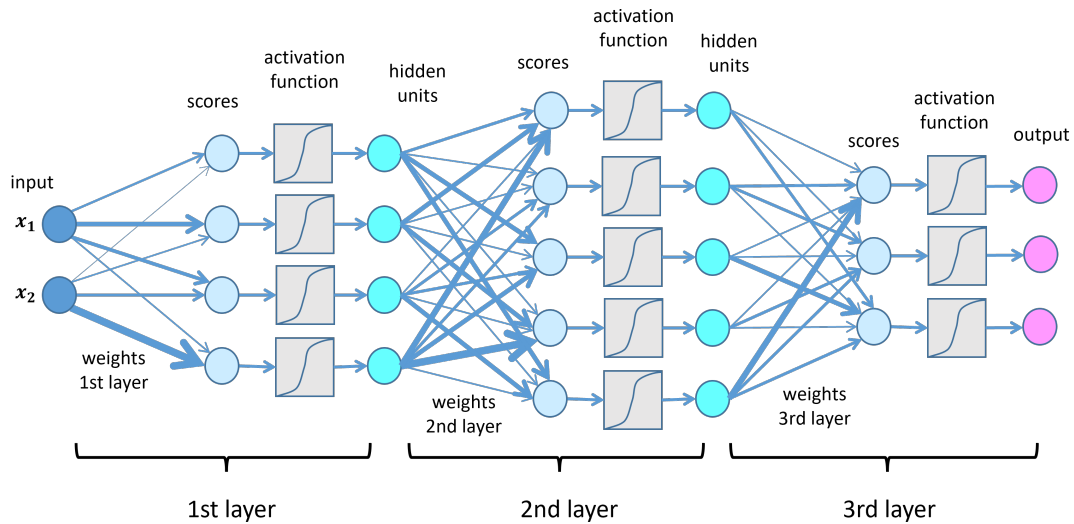 input
x₁
x₂
weights
1st layer
scores
activation
function
hidden
units
weights
2nd layer
scores
activation
function
hidden
units
weights
3rd layer
scores
activation
function
output
1st layer
2nd layer
3rd layer